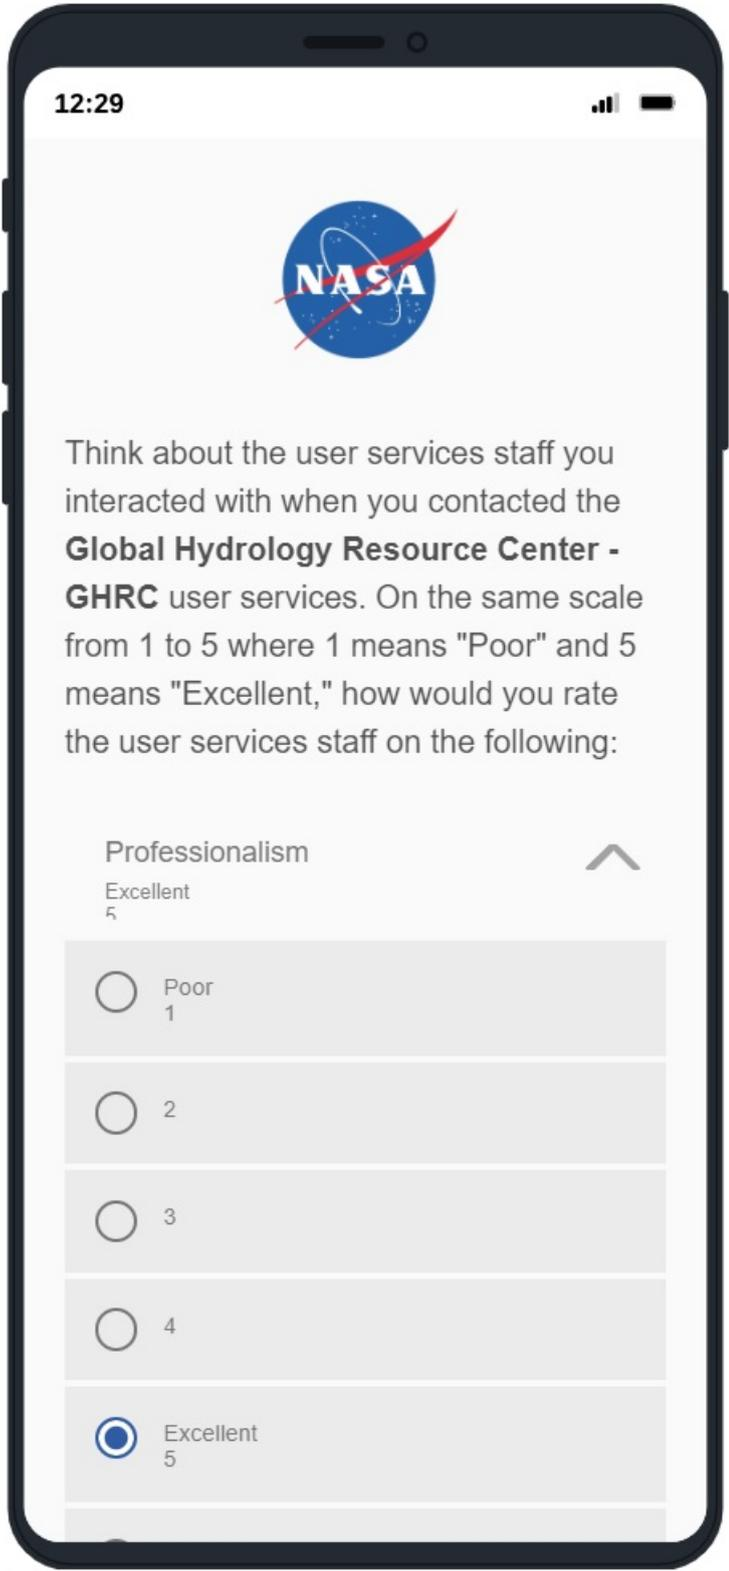 12:29
NASA
Think about the user services staff you
interacted with when you contacted the
Global Hydrology Resource Center -
GHRC user services. On the same scale
from 1 to 5 where 1 means "Poor" and 5
means "Excellent," how would you rate
the user services staff on the following:
Professionalism
Excellent
5
Poor
1
2
3
4
Excellent
5